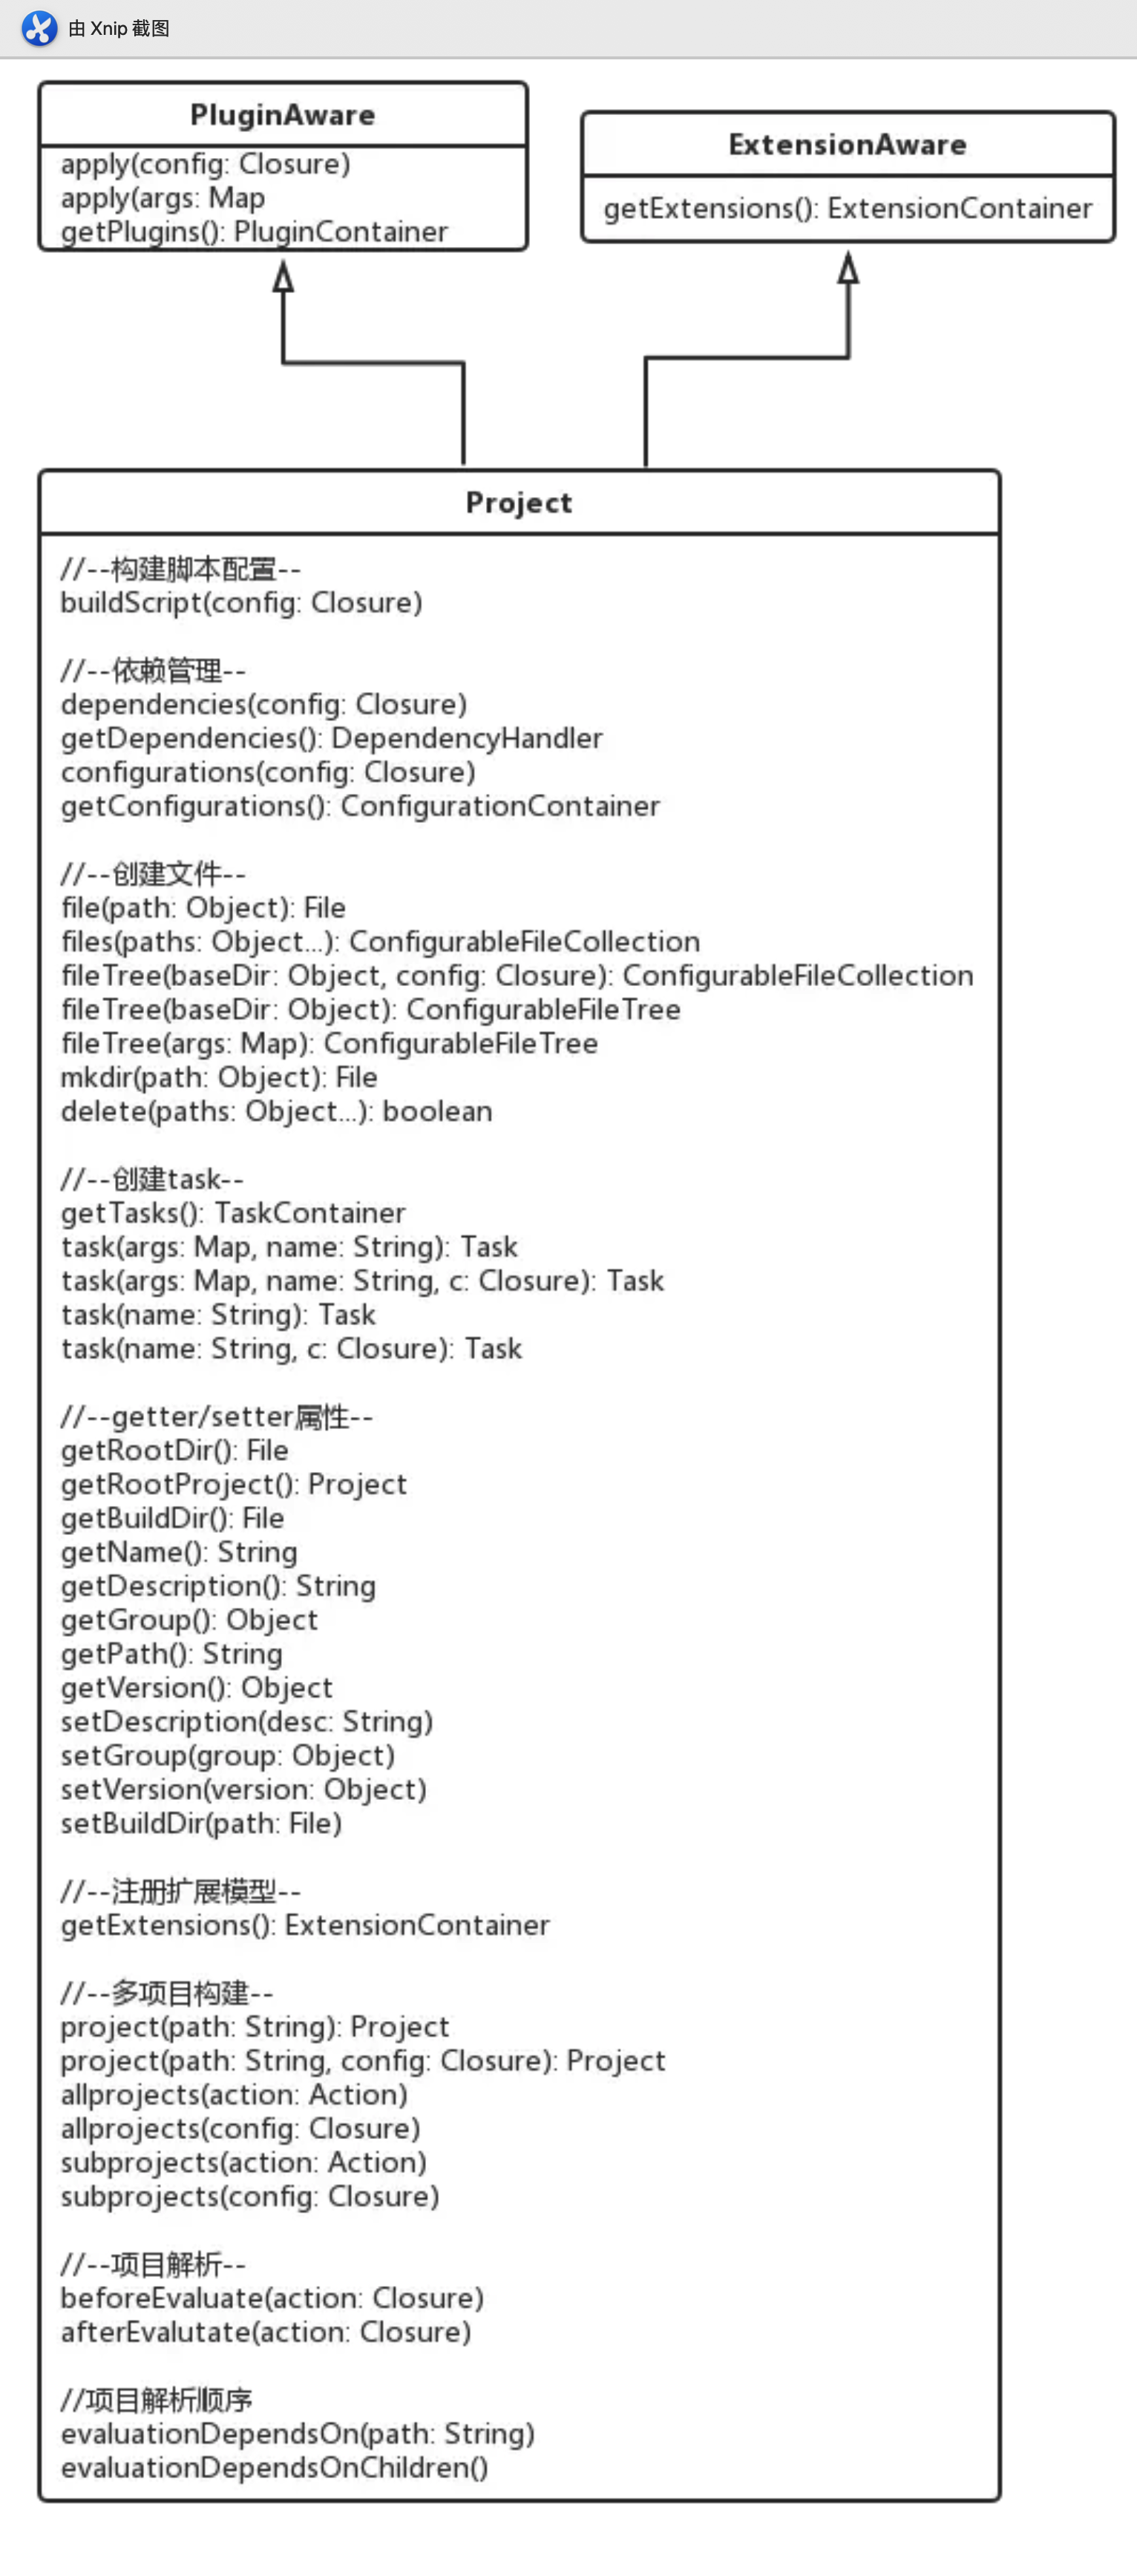 由 Xnip 截图
PluginAware
apply(config: Closure)
apply(args: Map
getPlugins(): PluginContainer
ExtensionAware
getExtensions(): ExtensionContainer
Project
//--构建脚本配置--
buildScript(config: Closure)
//--依赖管理--
dependencies(config: Closure)
getDependencies(): DependencyHandler
configurations(config: Closure)
getConfigurations(): ConfigurationContainer
//--创建文件--
file(path: Object): File
files(paths: Object...): ConfigurableFileCollection
fileTree(baseDir: Object, config: Closure): ConfigurableFileCollection
fileTree(baseDir: Object): ConfigurableFileTree
fileTree(args: Map): ConfigurableFileTree
mkdir(path: Object): File
delete(paths: Object...): boolean
//--创建task--
getTasks(): TaskContainer
task(args: Map, name: String): Task
task(args: Map, name: String, c: Closure): Task
task(name: String): Task
task(name: String, c: Closure): Task
//--getter/setter属性--
getRootDir(): File
getRootProject(): Project
getBuildDir(): File
getName(): String
getDescription(): String
getGroup(): Object
getPath(): String
getVersion(): Object
setDescription(desc: String)
setGroup(group: Object)
setVersion(version: Object)
setBuildDir(path: File)
//--注册扩展模型--
getExtensions(): ExtensionContainer
//--多项目构建--
project(path: String): Project
project(path: String, config: Closure): Project
allprojects(action: Action)
allprojects(config: Closure)
subprojects(action: Action)
subprojects(config: Closure)
//--项目解析--
beforeEvaluate(action: Closure)
afterEvalutate(action: Closure)
//项目解析顺序
evaluationDependsOn(path: String)
evaluationDependsOnChildren()